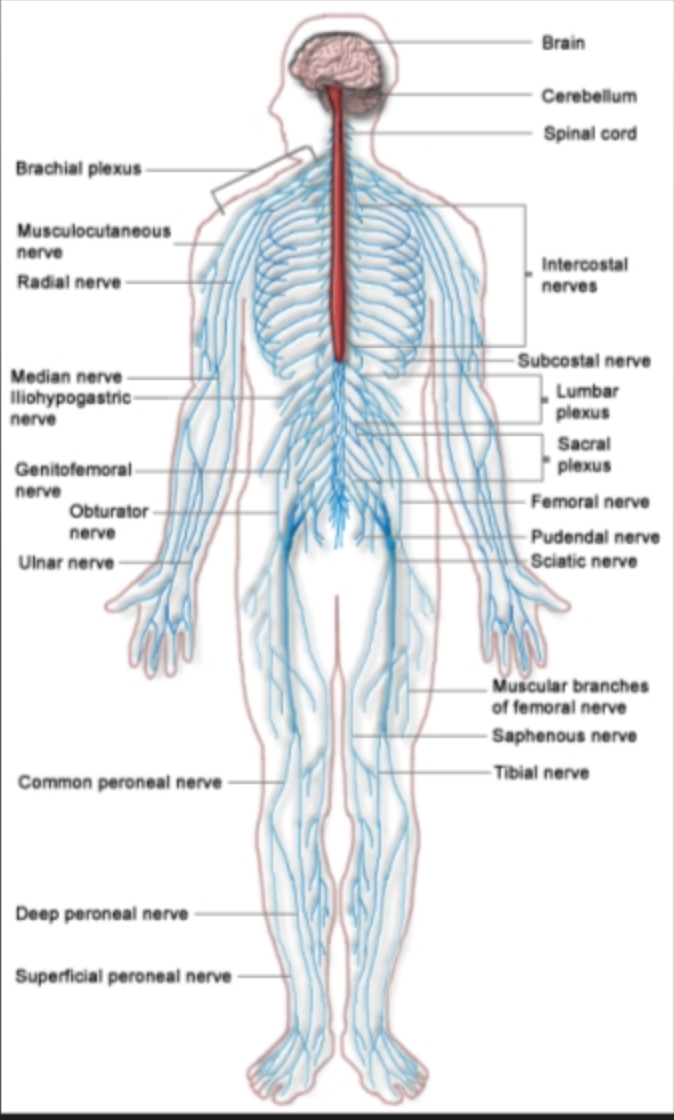 Brain
Cerebellum
Spinal cord
Brachial plexus
Musculocutaneous
nerve
Radial nerve
Intercostal
nerves
Subcostal nerve
Median nerve
Iliohypogastric
nerve
Lumbar
plexus
Sacral
plexus
Genitofemoral
nerve
Obturator
nerve
Femoral nerve
Pudendal nerve
Sciatic nerve
Ulnar nerve
Muscular branches
of femoral nerve
Saphenous nerve
Common peroneal nerve
Tibial nerve
Deep peroneal nerve
Superficial peroneal nerve